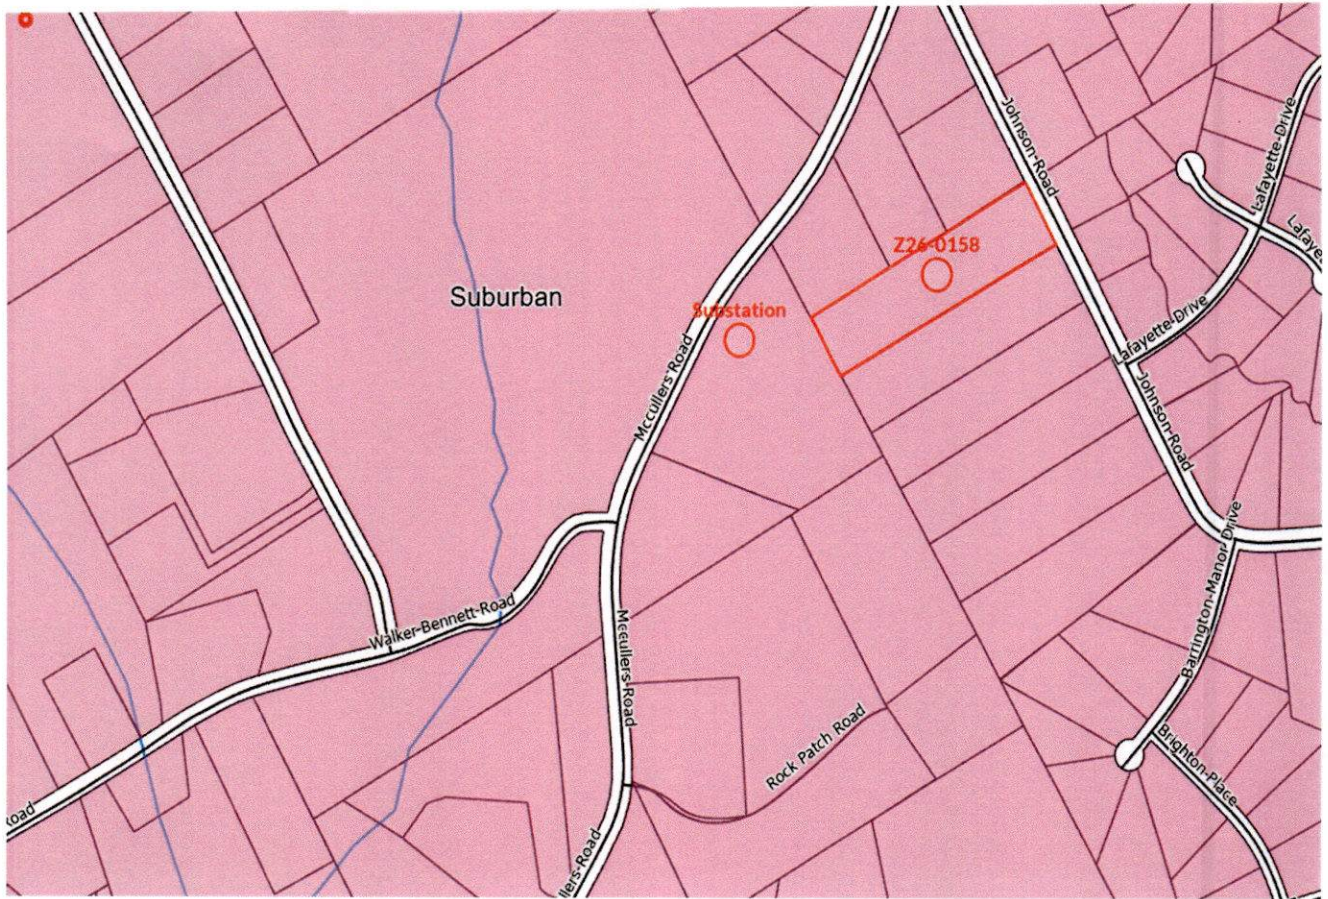 Johnson-Road
Lafayette-Drive
Z26-0158
Suburban
Substation
Lafayette-Drive
Mccullers Road
Johnson-Road
Walker-Bennett-Road
Mccullers-Road
Barrington-Manor-Drive
Rock Patch Road
Brighton-Place
Road